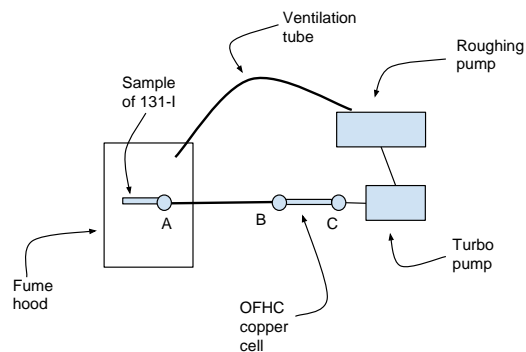 Ventilation
tube
Roughing
pump
Sample
of 131-I
A
B
C
Turbo
pump
Fume
hood
OFHC
copper
cell